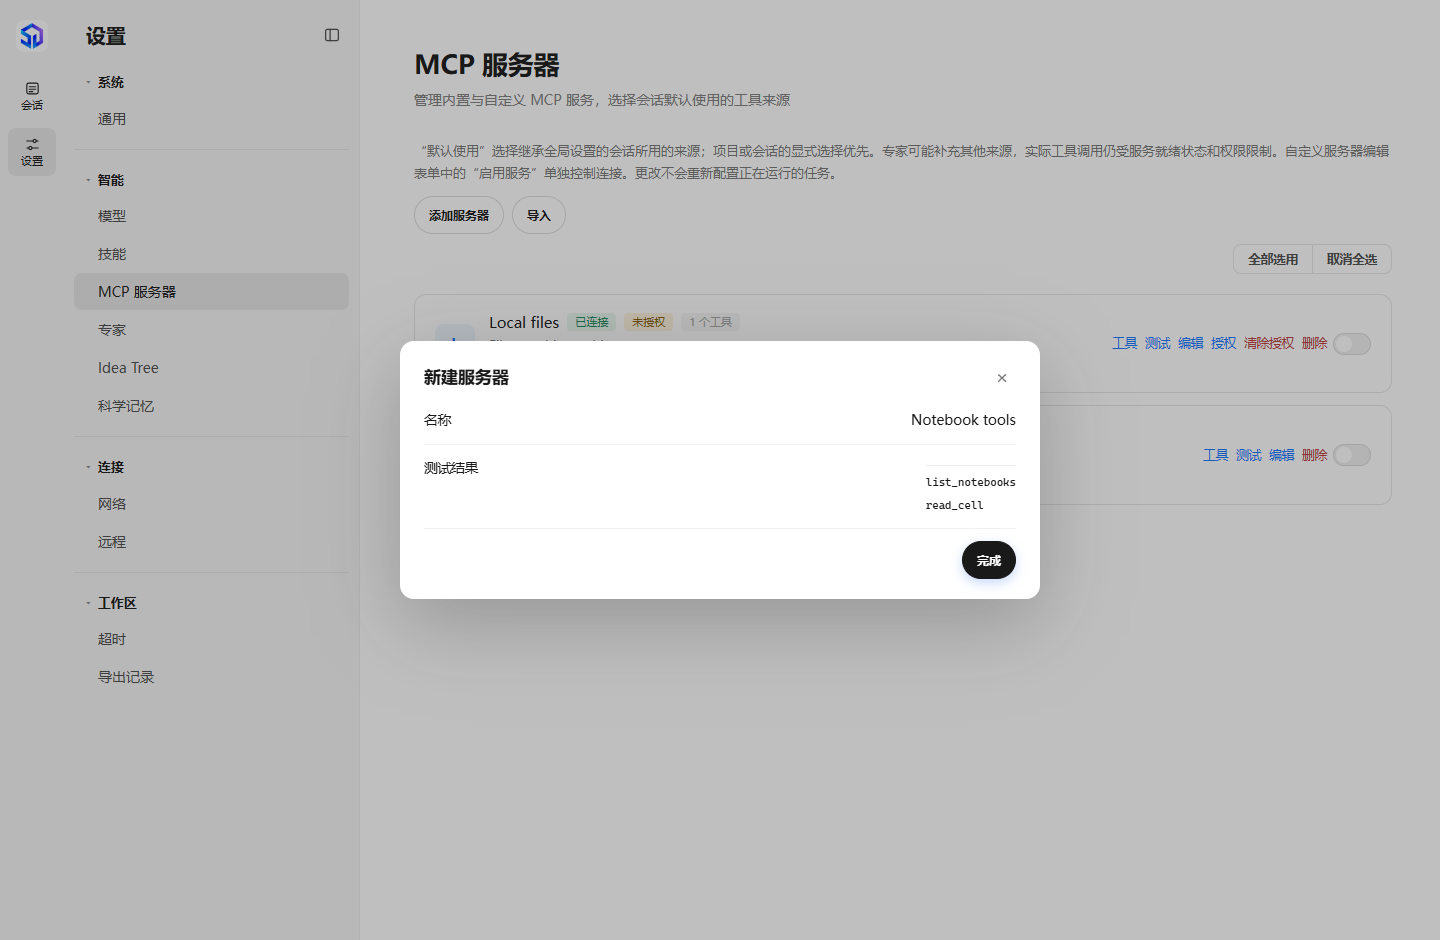 设置
会话
设置
系统
通用
智能
模型
技能
MCP 服务器
专家
Idea Tree
科学记忆
连接
网络
远程
工作区
超时
导出记录
MCP 服务器
管理内置与自定义 MCP 服务，选择会话默认使用的工具来源
“默认使用”选择继承全局设置的会话所用的来源；项目或会话的显式选择优先。专家可能补充其他来源，实际工具调用仍受服务就绪状态和权限限制。自定义服务器编辑
表单中的“启用服务”单独控制连接。更改不会重新配置正在运行的任务。
添加服务器 导入
全部选用 取消全选
Local files 已连接 未授权 1 个工具
工具 测试 编辑 授权 清除授权 删除
工具 测试 编辑 删除
新建服务器
名称 Notebook tools
测试结果
list_notebooks
read_cell
完成